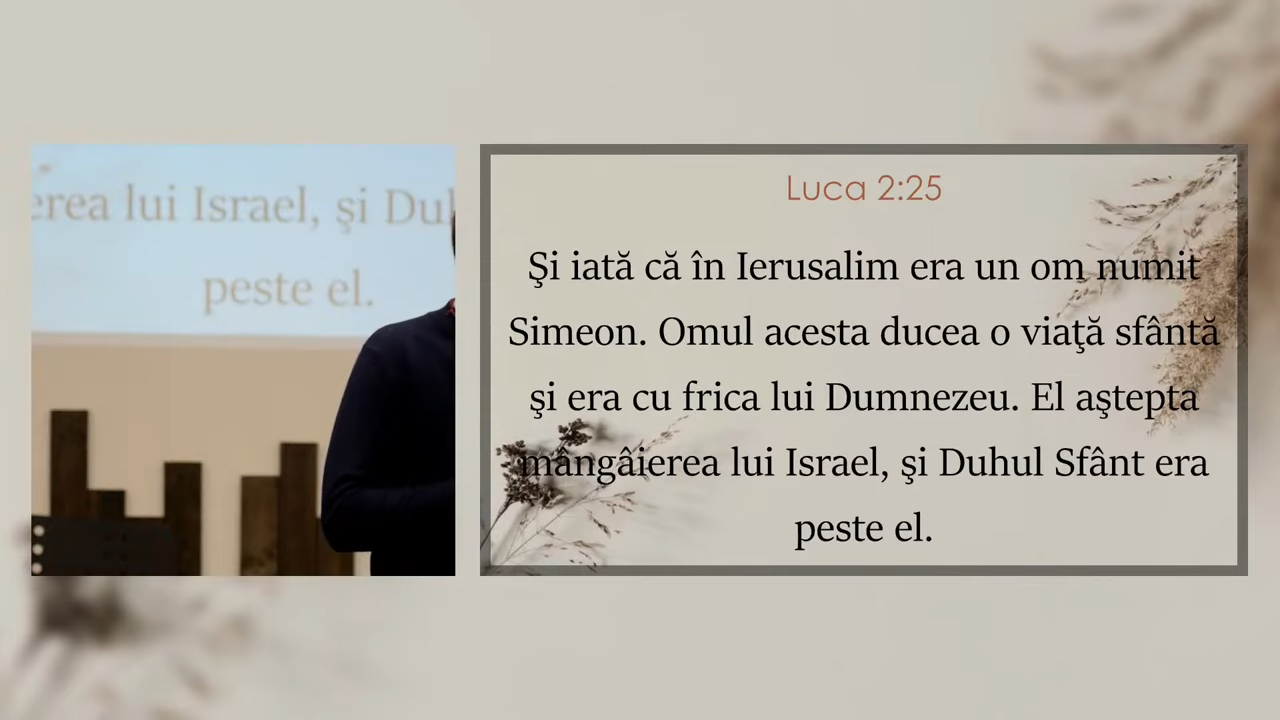 erea lui Israel, şi Duh
peste el.
Luca 2:25
Şi iată că în Ierusalim era un om numit
Simeon. Omul acesta ducea o viaţă sfântă
şi era cu frica lui Dumnezeu. El aştepta
mângâierea lui Israel, şi Duhul Sfânt era
peste el.